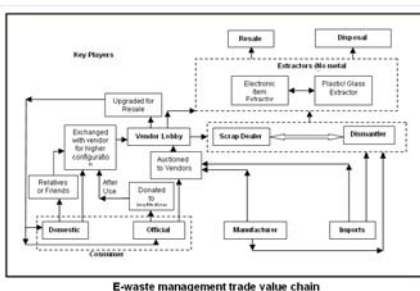 Key Players
Resale
Disposal
Extractors
metal
Electronic
Item
Extractor
Plastic/ Glass
Extractor
Upgraded for
Resale
Exchanged
with vendor
for higher
configuratio
n
Vendor Lobby
Scrap Dealer
Dismantler
Auctioned
to Vendors
Relatives
or Friends
After
Use
Donated
to
Domestic
Official
Manufacturer
Imports
Consumer
E-waste management trade value chain